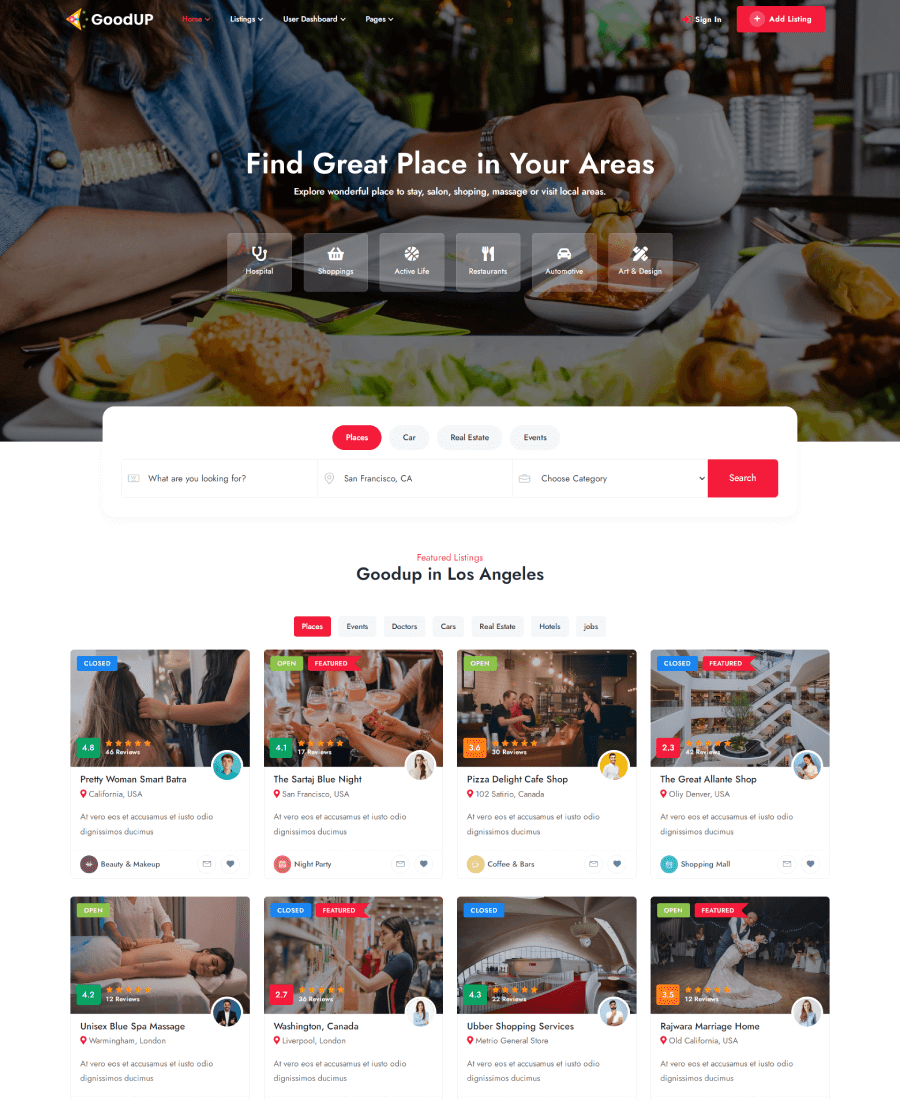 GoodUP
Home Listings User Dashboard Pages Sign In Add Listing
Find Great Place in Your Areas
Explore wonderful place to stay, salon, shoping, massage or visit local areas.
Hospital Shoppings Active Life Restaurants Automotive Art & Design
Places Car Real Estate Events
What are you looking for? San Francisco, CA Choose Category Search
Featured Listings
Goodup in Los Angeles
Places Events Doctors Cars Real Estate Hotels jobs
CLOSED OPEN FEATURED OPEN CLOSED FEATURED
4.8 46 Reviews 4.1 17 Reviews 3.6 30 Reviews 2.3 42 Reviews
Pretty Woman Smart Batra The Sartaj Blue Night Pizza Delight Cafe Shop The Great Allante Shop
California, USA San Francisco, USA 102 Satirio, Canada Oliy Denver, USA
At vero eos et accusamus et iusto odio At vero eos et accusamus et iusto odio At vero eos et accusamus et iusto odio At vero eos et accusamus et iusto odio
dignissimos ducimus dignissimos ducimus dignissimos ducimus dignissimos ducimus
Beauty & Makeup Night Party Coffee & Bars Shopping Mall
OPEN CLOSED FEATURED CLOSED OPEN FEATURED
4.2 12 Reviews 2.7 36 Reviews 4.3 22 Reviews 3.5 12 Reviews
Unisex Blue Spa Massage Washington, Canada Ubber Shopping Services Rajwara Marriage Home
Warmingham, London Liverpool, London Metrio General Store Old California, USA
At vero eos et accusamus et iusto odio At vero eos et accusamus et iusto odio At vero eos et accusamus et iusto odio At vero eos et accusamus et iusto odio
dignissimos ducimus dignissimos ducimus dignissimos ducimus dignissimos ducimus